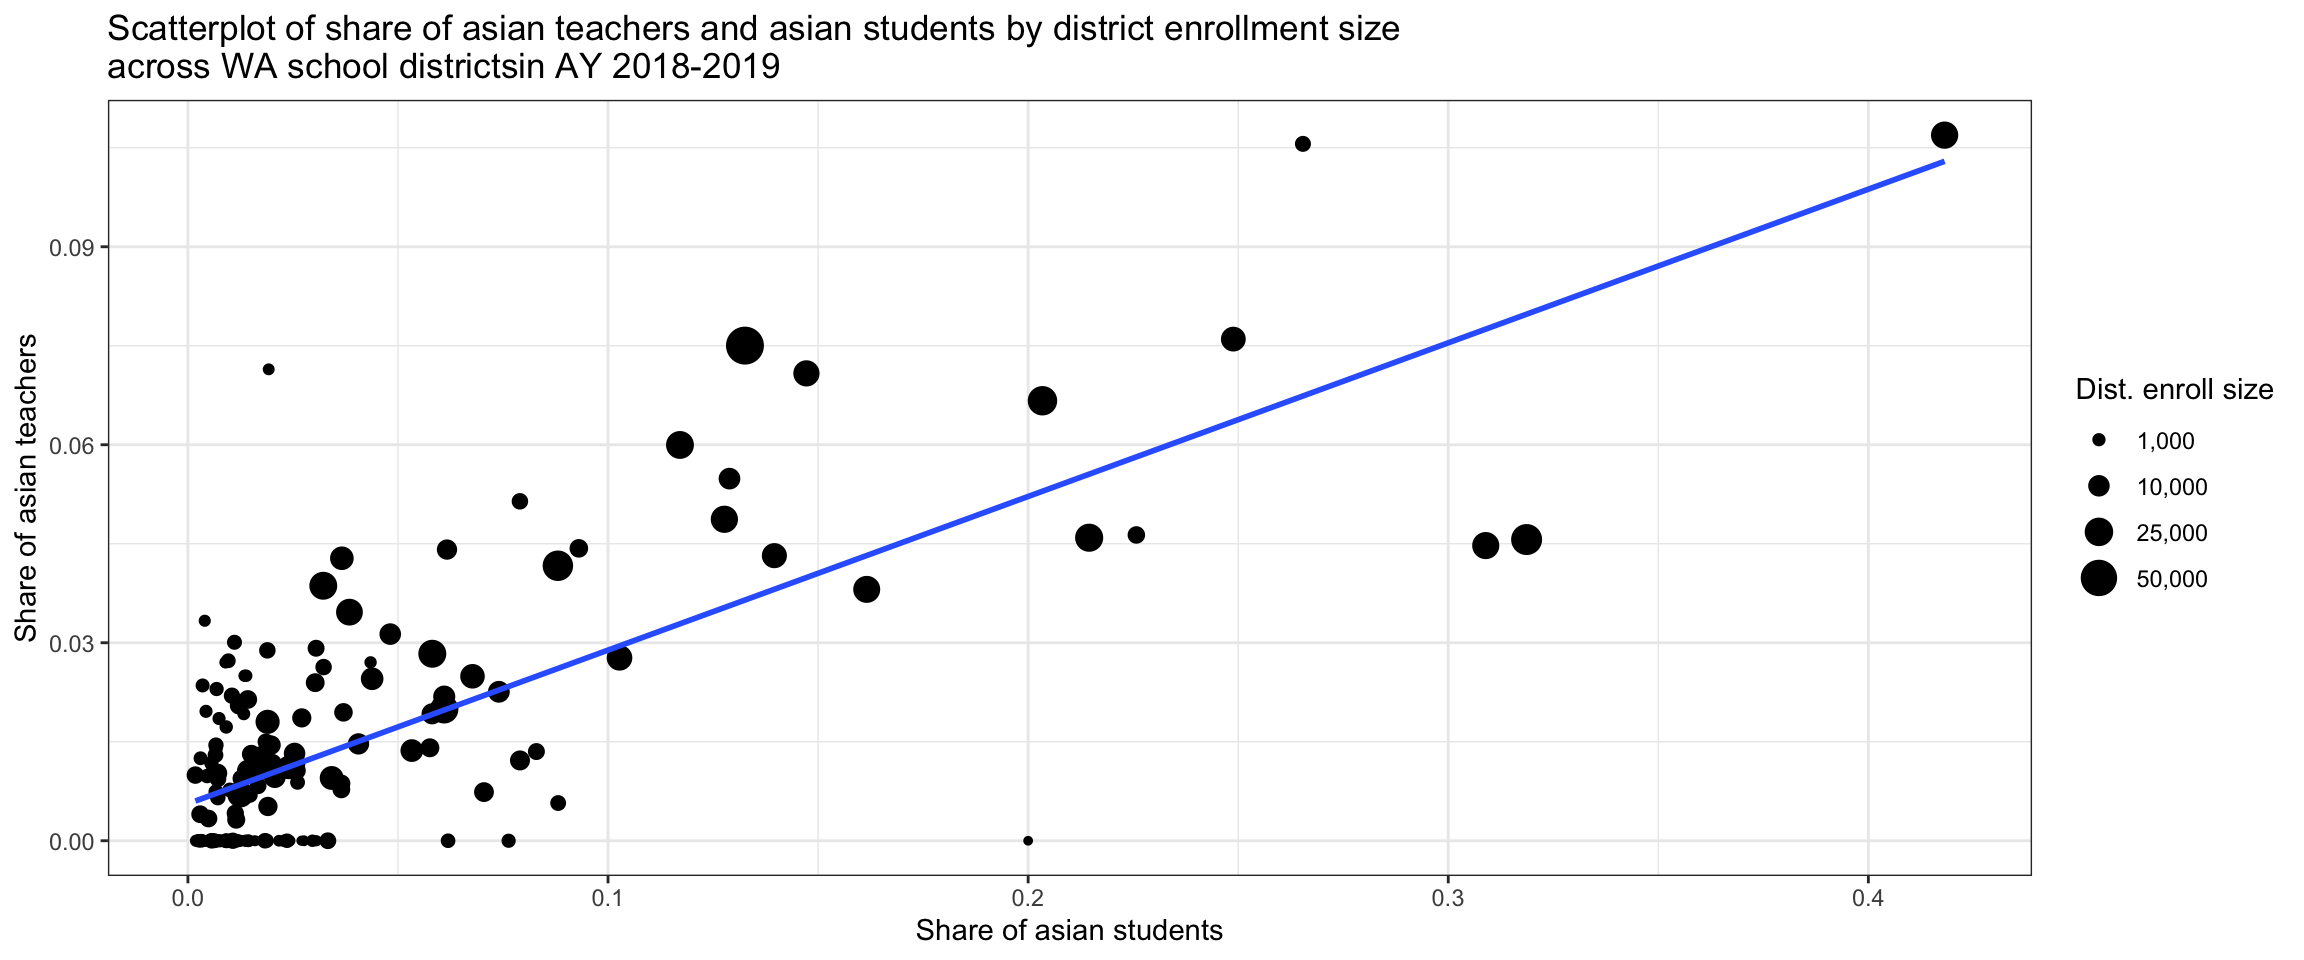 Scatterplot of share of asian teachers and asian students by district enrollment size
across WA school districtsin AY 2018-2019
Share of asian teachers
0.09
0.06
0.03
0.00
0.0
0.1
0.2
0.3
0.4
Share of asian students
Dist. enroll size
1,000
10,000
25,000
50,000